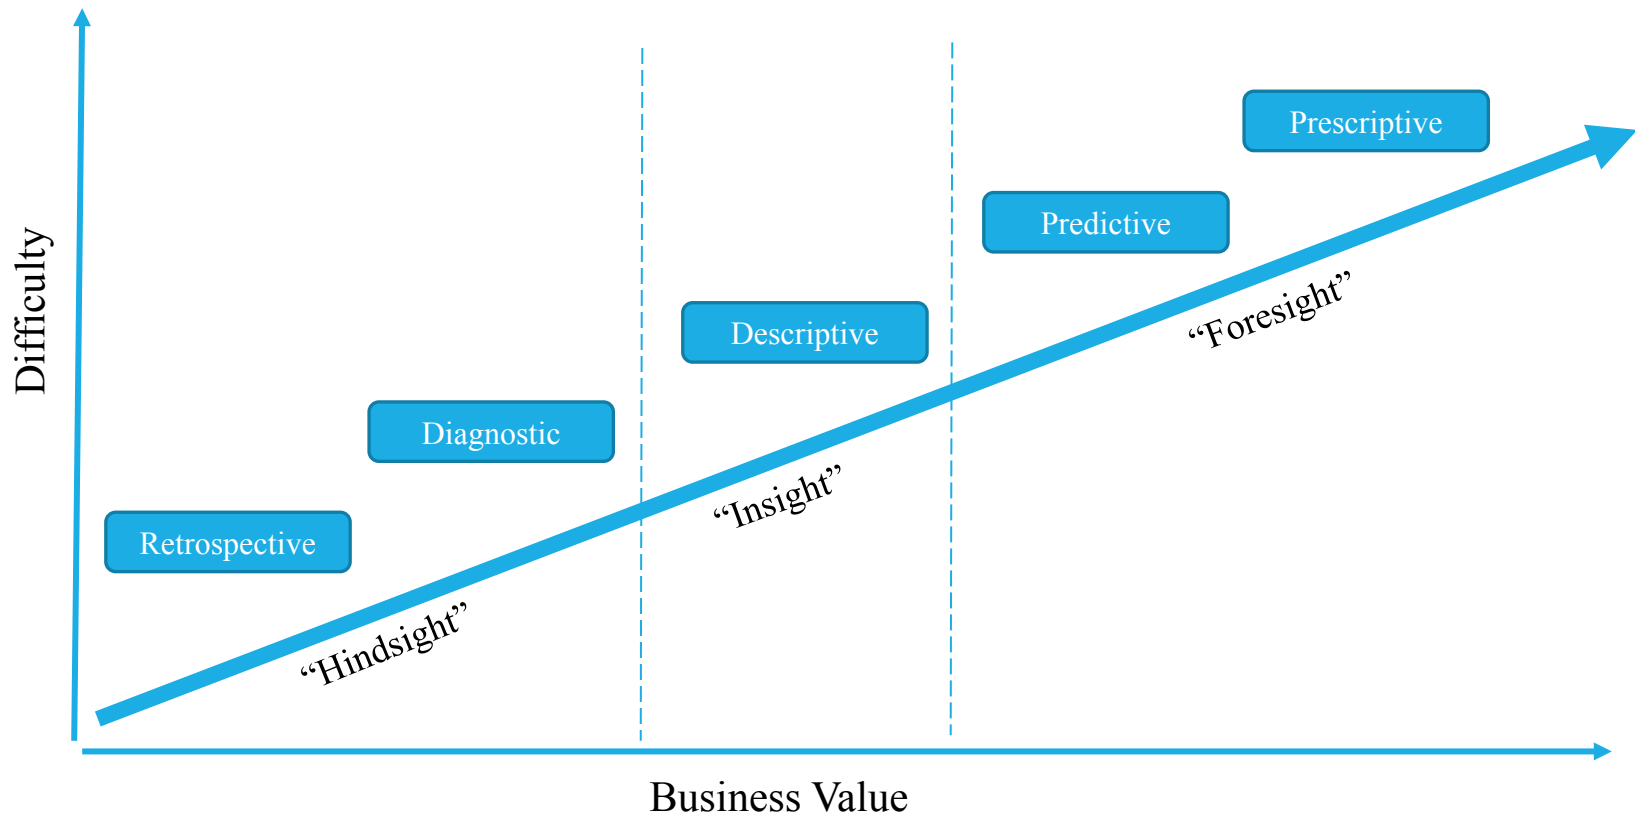 Prescriptive
Predictive
Descriptive
Diagnostic
Retrospective
Difficulty
“Hindsight”
“Insight”
“Foresight”
Business Value